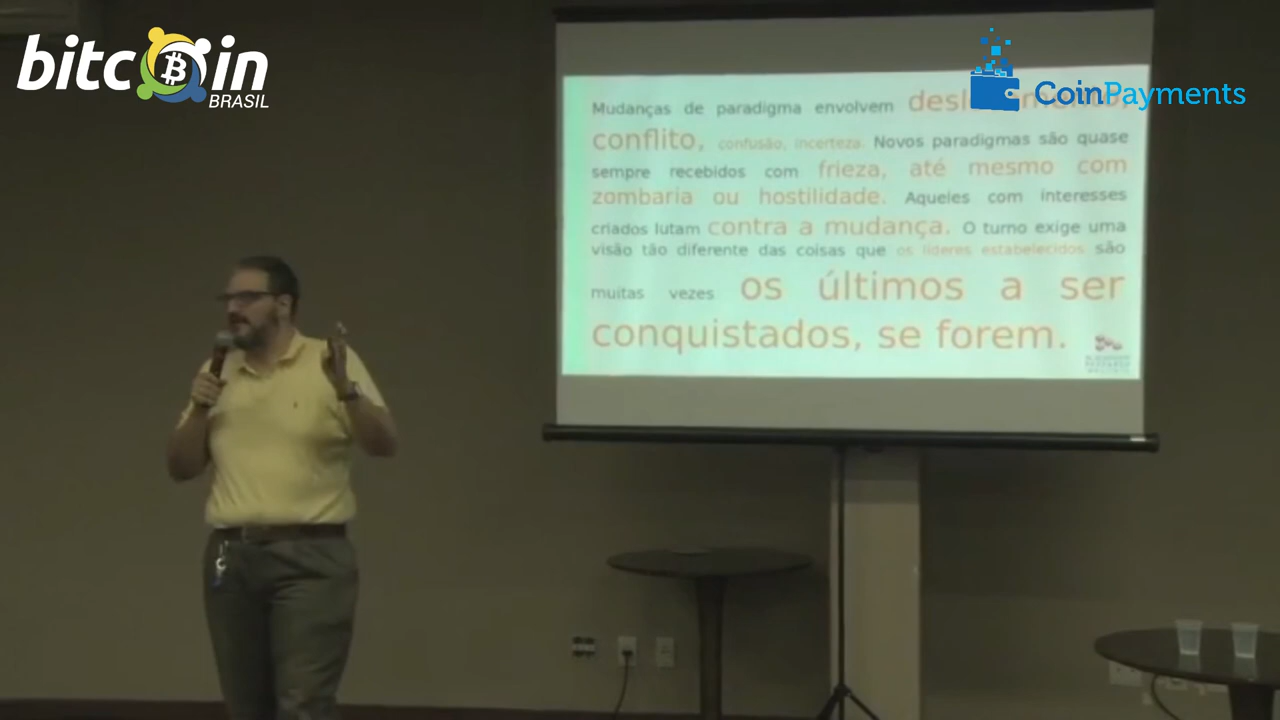 bitcoin
BRASIL
CoinPayments
Mudanças de paradigma envolvem
conflito, confusão, incerteza. Novos paradigmas são quase
sempre recebidos com frieza, até mesmo com
zombaria ou hostilidade. Aqueles com interesses
criados lutam contra a mudança. O turno exige uma
visão tão diferente das coisas que os líderes estabelecidos são
muitas vezes os últimos a ser
conquistados, se forem.